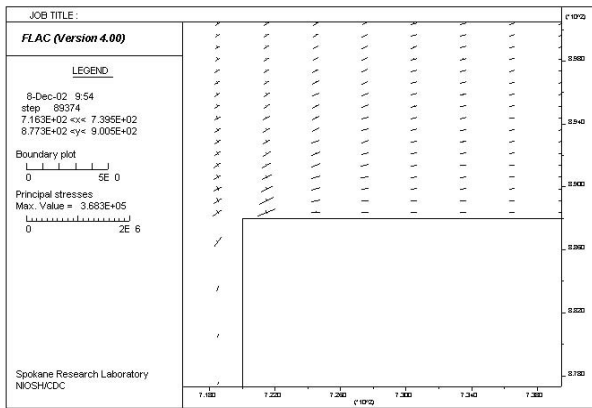 JOB TITLE :
FLAC (Version 4.00)
LEGEND
8-Dec-02 9:54
step 89374
7.163E+02 <x< 7.395E+02
8.773E+02 <y< 9.005E+02
Boundary plot
0 5E 0
Principal stresses
Max. Value = 3.683E+05
0 2E 6
Spokane Research Laboratory
NIOSH/CDC
(*10^2)
8.980
8.940
8.900
8.860
8.820
8.780
7.180 7.220 7.260 7.300 7.340 7.380
(*10^2)